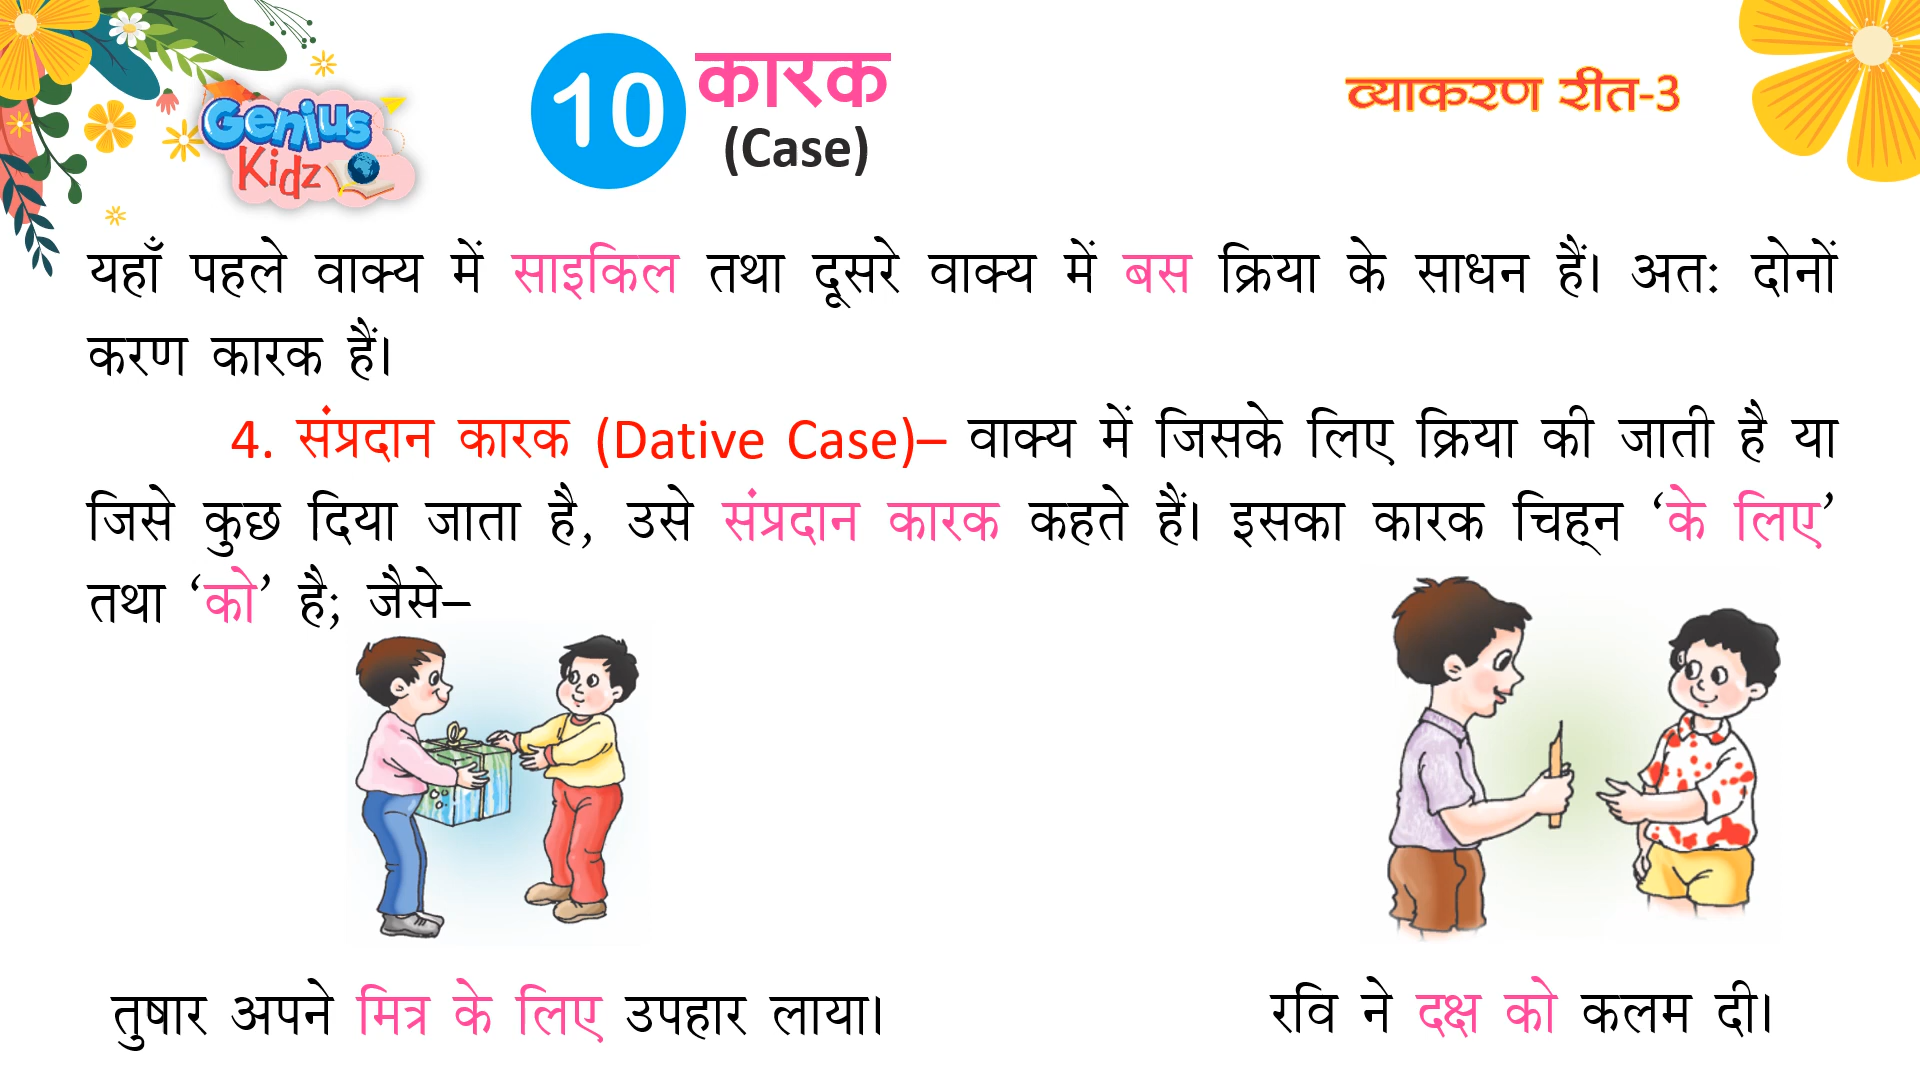 Genius
Kidz
10 कारक
(Case)
व्याकरण रीत-3
यहाँ पहले वाक्य में साइकिल तथा दूसरे वाक्य में बस क्रिया के साधन हैं। अतः दोनों
करण कारक हैं।
4. संप्रदान कारक (Dative Case)– वाक्य में जिसके लिए क्रिया की जाती है या
जिसे कुछ दिया जाता है, उसे संप्रदान कारक कहते हैं। इसका कारक चिह्न ‘के लिए’
तथा ‘को’ है; जैसे–
तुषार अपने मित्र के लिए उपहार लाया।
रवि ने दक्ष को कलम दी।